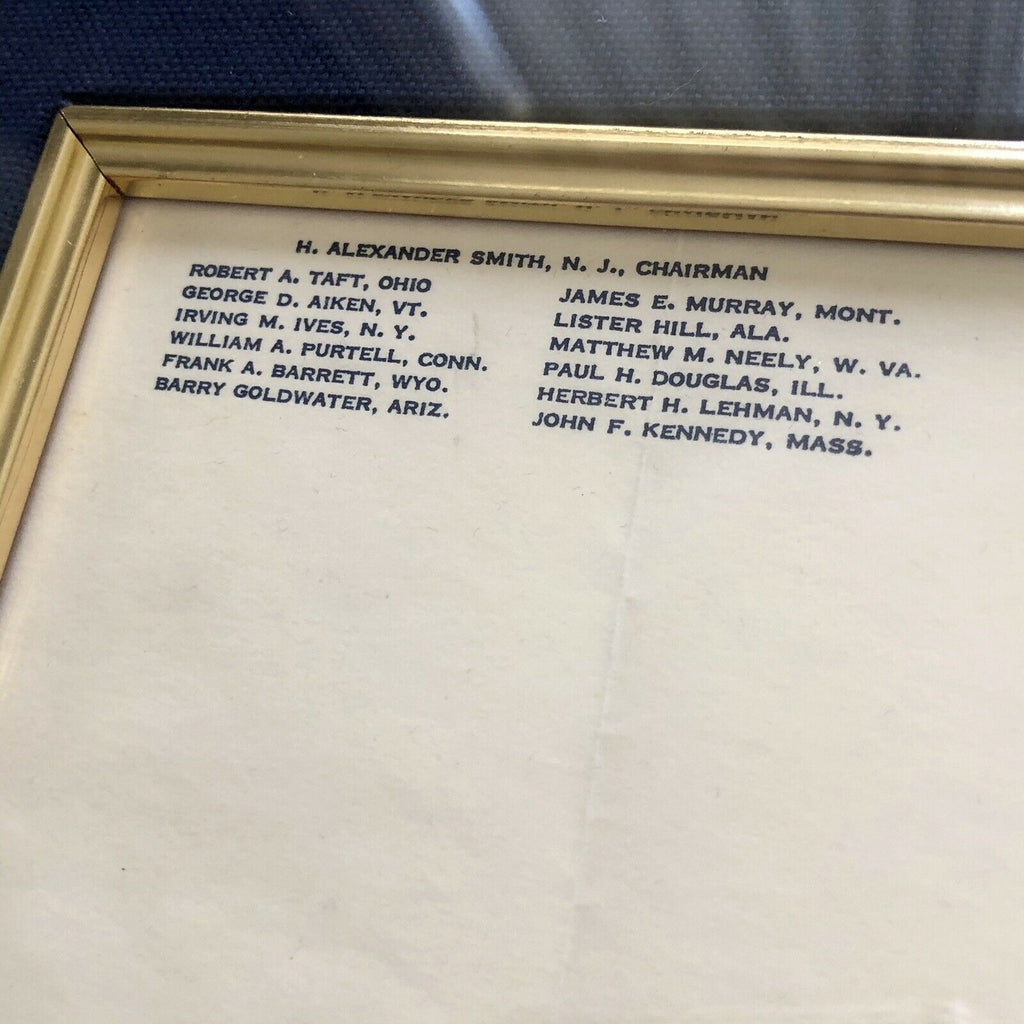 H. ALEXANDER SMITH, N. J., CHAIRMAN
ROBERT A. TAFT, OHIO
GEORGE D. AIKEN, VT.
IRVING M. IVES, N. Y.
WILLIAM A. PURTELL, CONN.
FRANK A. BARRETT, WYO.
BARRY GOLDWATER, ARIZ.
JAMES E. MURRAY, MONT.
LISTER HILL, ALA.
MATTHEW M. NEELY, W. VA.
PAUL H. DOUGLAS, ILL.
HERBERT H. LEHMAN, N. Y.
JOHN F. KENNEDY, MASS.